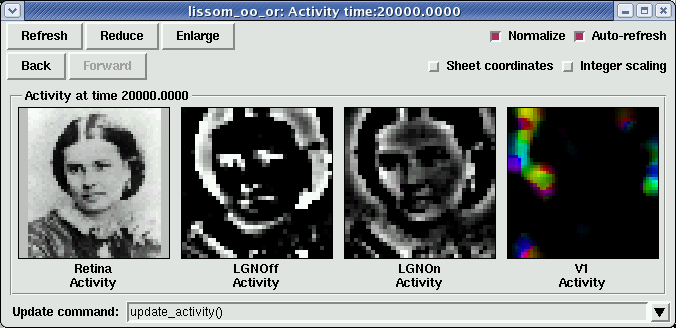 lissom_oo_or: Activity time:20000.0000
Refresh Reduce Enlarge Normalize Auto-refresh
Back Forward Sheet coordinates Integer scaling
Activity at time 20000.0000
Retina LGNOff LGNOn V1
Activity Activity Activity Activity
Update command: update_activity()